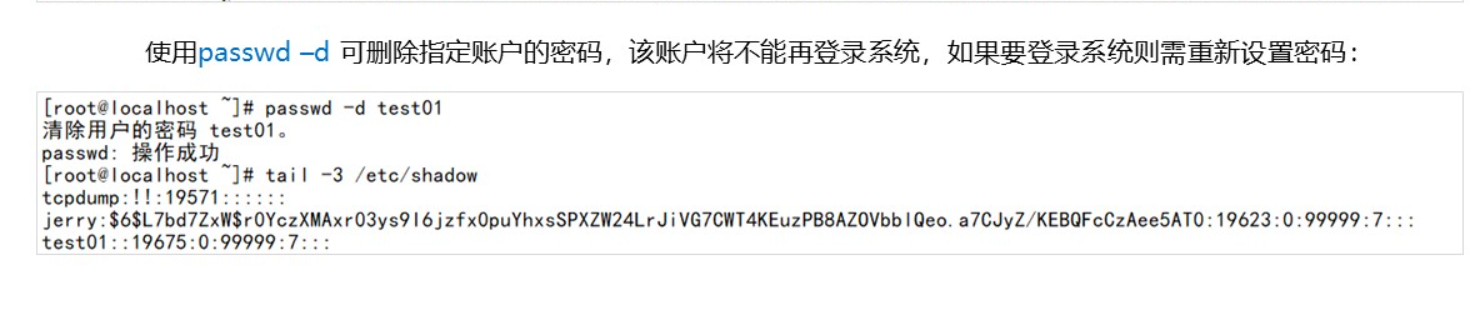 使用passwd –d 可删除指定账户的密码，该账户将不能再登录系统，如果要登录系统则需重新设置密码：
[root@localhost ~]# passwd -d test01
清除用户的密码 test01。
passwd: 操作成功
[root@localhost ~]# tail -3 /etc/shadow
tcpdump:!!:19571::::::
jerry:$6$L7bd7ZxW$rOYczXMAxrO3ys9l6jzfxOpuYhxsSPXZW24LrJiVG7CWT4KEuzPB8AZOVbblQeo.a7CJyZ/KEBQFcCzAee5AT0:19623:0:99999:7:::
test01::19675:0:99999:7:::